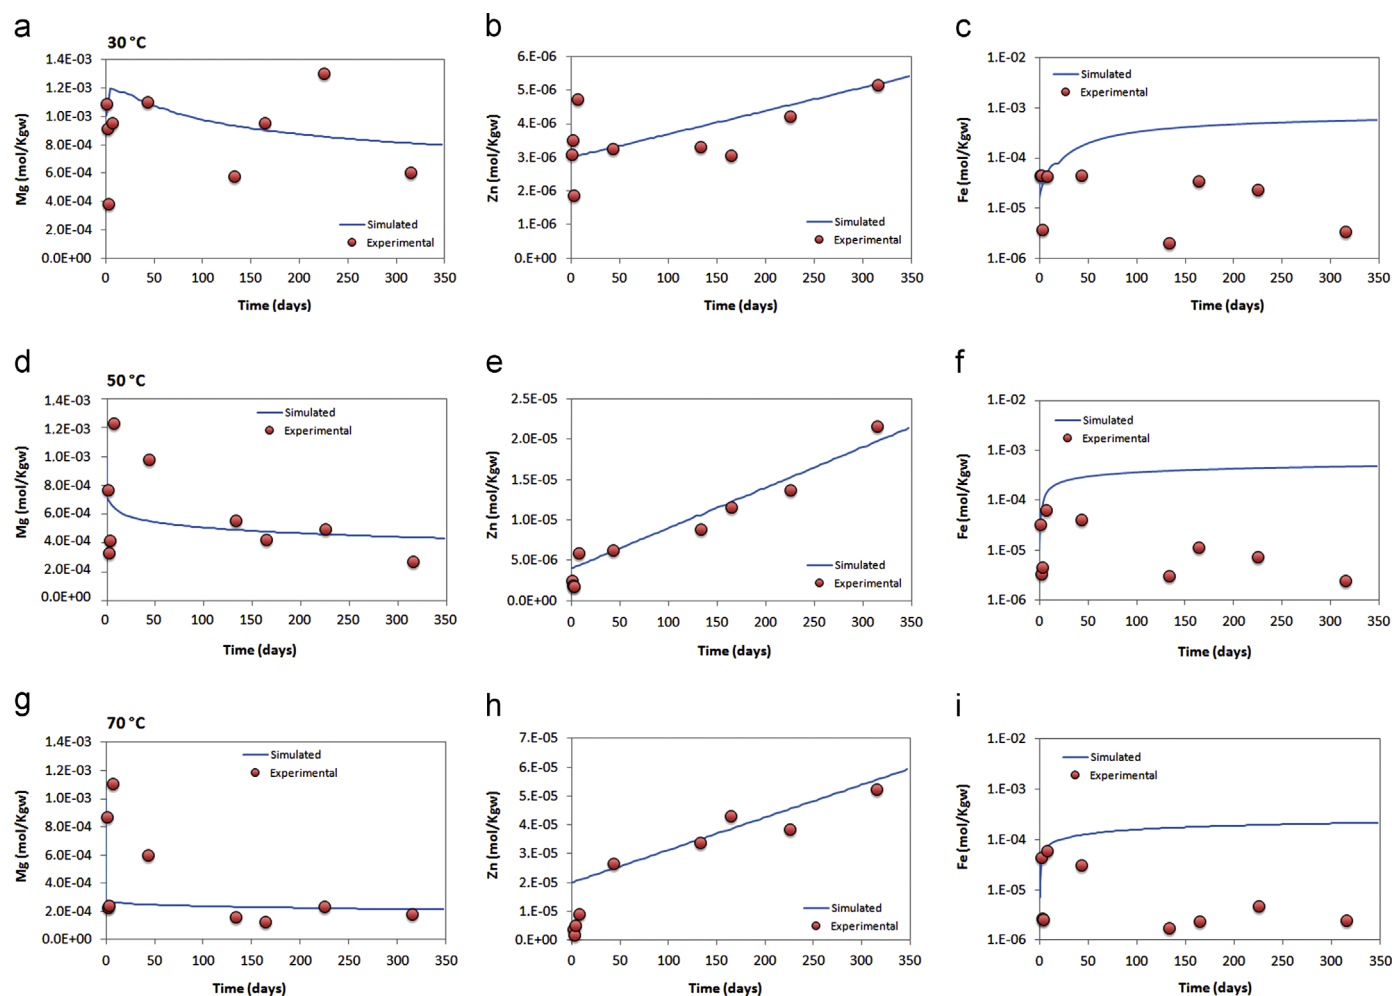 a
30 °C
1.4E-03
1.2E-03
1.0E-03
8.0E-04
6.0E-04
4.0E-04
2.0E-04
0.0E+00
Mg (mol/Kgw)
Simulated
Experimental
0 50 100 150 200 250 300 350
Time (days)
b
6.E-06
5.E-06
4.E-06
3.E-06
2.E-06
1.E-06
0.E+00
Zn (mol/Kgw)
Simulated
Experimental
0 50 100 150 200 250 300 350
Time (days)
c
1.E-02
1.E-03
1.E-04
1.E-05
1.E-06
Fe (mol/Kgw)
Simulated
Experimental
0 50 100 150 200 250 300 350
Time (days)
d
50 °C
1.4E-03
1.2E-03
1.0E-03
8.0E-04
6.0E-04
4.0E-04
2.0E-04
0.0E+00
Mg (mol/Kgw)
Simulated
Experimental
0 50 100 150 200 250 300 350
Time (days)
e
2.5E-05
2.0E-05
1.5E-05
1.0E-05
5.0E-06
0.0E+00
Zn (mol/Kgw)
Simulated
Experimental
0 50 100 150 200 250 300 350
Time (days)
f
1.E-02
1.E-03
1.E-04
1.E-05
1.E-06
Fe (mol/Kgw)
Simulated
Experimental
0 50 100 150 200 250 300 350
Time (days)
g
70 °C
1.4E-03
1.2E-03
1.0E-03
8.0E-04
6.0E-04
4.0E-04
2.0E-04
0.0E+00
Mg (mol/Kgw)
Simulated
Experimental
0 50 100 150 200 250 300 350
Time (days)
h
7.E-05
6.E-05
5.E-05
4.E-05
3.E-05
2.E-05
1.E-05
0.E+00
Zn (mol/Kgw)
Simulated
Experimental
0 50 100 150 200 250 300 350
Time (days)
i
1.E-02
1.E-03
1.E-04
1.E-05
1.E-06
Fe (mol/Kgw)
Simulated
Experimental
0 50 100 150 200 250 300 350
Time (days)